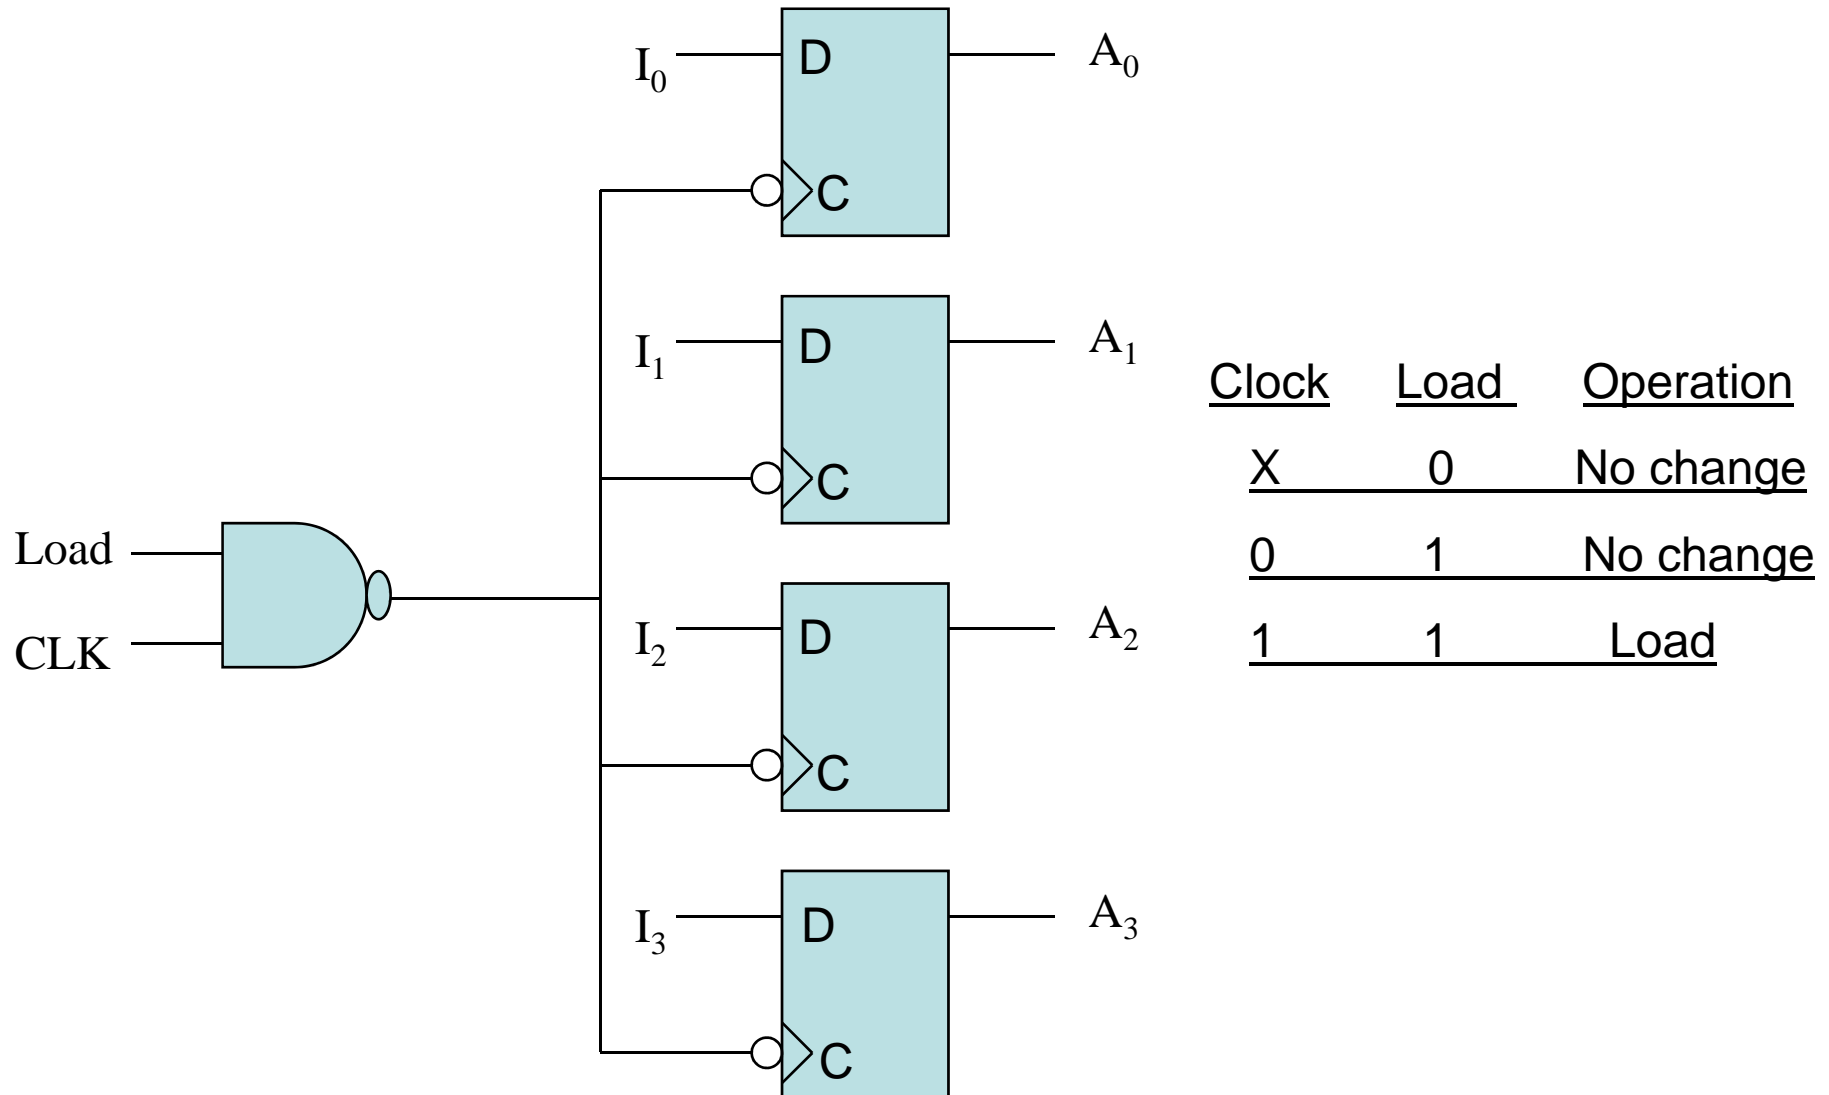 I₀ D A₀
C
I₁ D A₁
C
Load
CLK
I₂ D A₂
C
I₃ D A₃
C
Clock Load Operation
X 0 No change
0 1 No change
1 1 Load